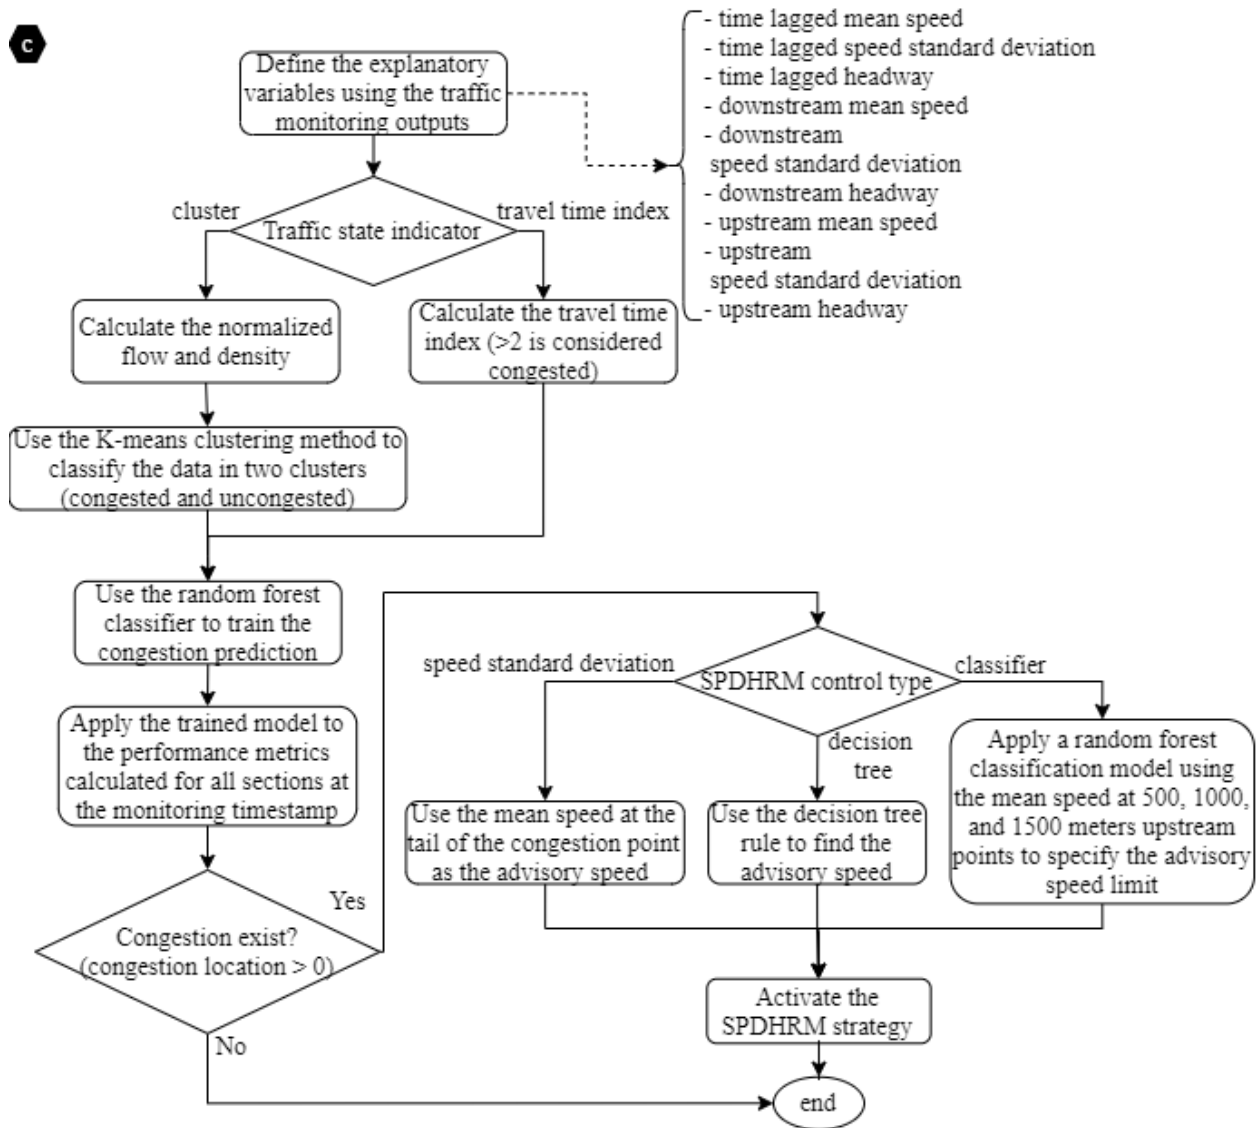 C
Define the explanatory
variables using the traffic
monitoring outputs
- time lagged mean speed
- time lagged speed standard deviation
- time lagged headway
- downstream mean speed
- downstream
speed standard deviation
- downstream headway
- upstream mean speed
- upstream
speed standard deviation
- upstream headway
cluster
Traffic state indicator
travel time index
Calculate the normalized
flow and density
Calculate the travel time
index (>2 is considered
congested)
Use the K-means clustering method to
classify the data in two clusters
(congested and uncongested)
Use the random forest
classifier to train the
congestion prediction
Apply the trained model to
the performance metrics
calculated for all sections at
the monitoring timestamp
Congestion exist?
(congestion location > 0)
Yes
No
speed standard deviation
SPDHRM control type
classifier
decision
tree
Use the mean speed at the
tail of the congestion point
as the advisory speed
Use the decision tree
rule to find the
advisory speed
Apply a random forest
classification model using
the mean speed at 500, 1000,
and 1500 meters upstream
points to specify the advisory
speed limit
Activate the
SPDHRM strategy
end